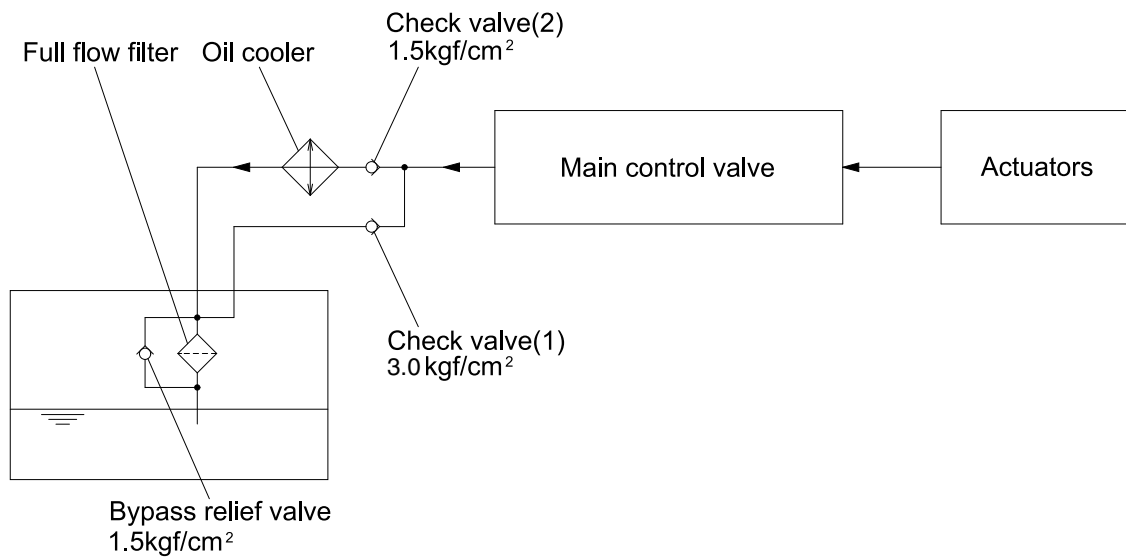 Check valve(2)
1.5kgf/cm²
Full flow filter
Oil cooler
Main control valve
Actuators
Check valve(1)
3.0kgf/cm²
Bypass relief valve
1.5kgf/cm²